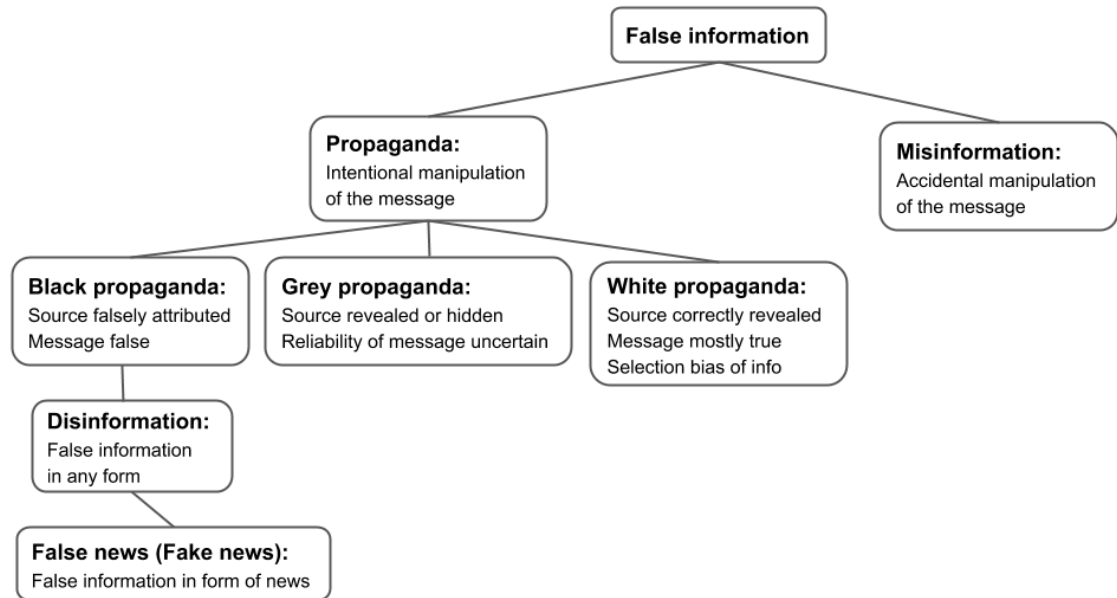 False information
Propaganda:
Intentional manipulation
of the message
Misinformation:
Accidental manipulation
of the message
Black propaganda:
Source falsely attributed
Message false
Grey propaganda:
Source revealed or hidden
Reliability of message uncertain
White propaganda:
Source correctly revealed
Message mostly true
Selection bias of info
Disinformation:
False information
in any form
False news (Fake news):
False information in form of news